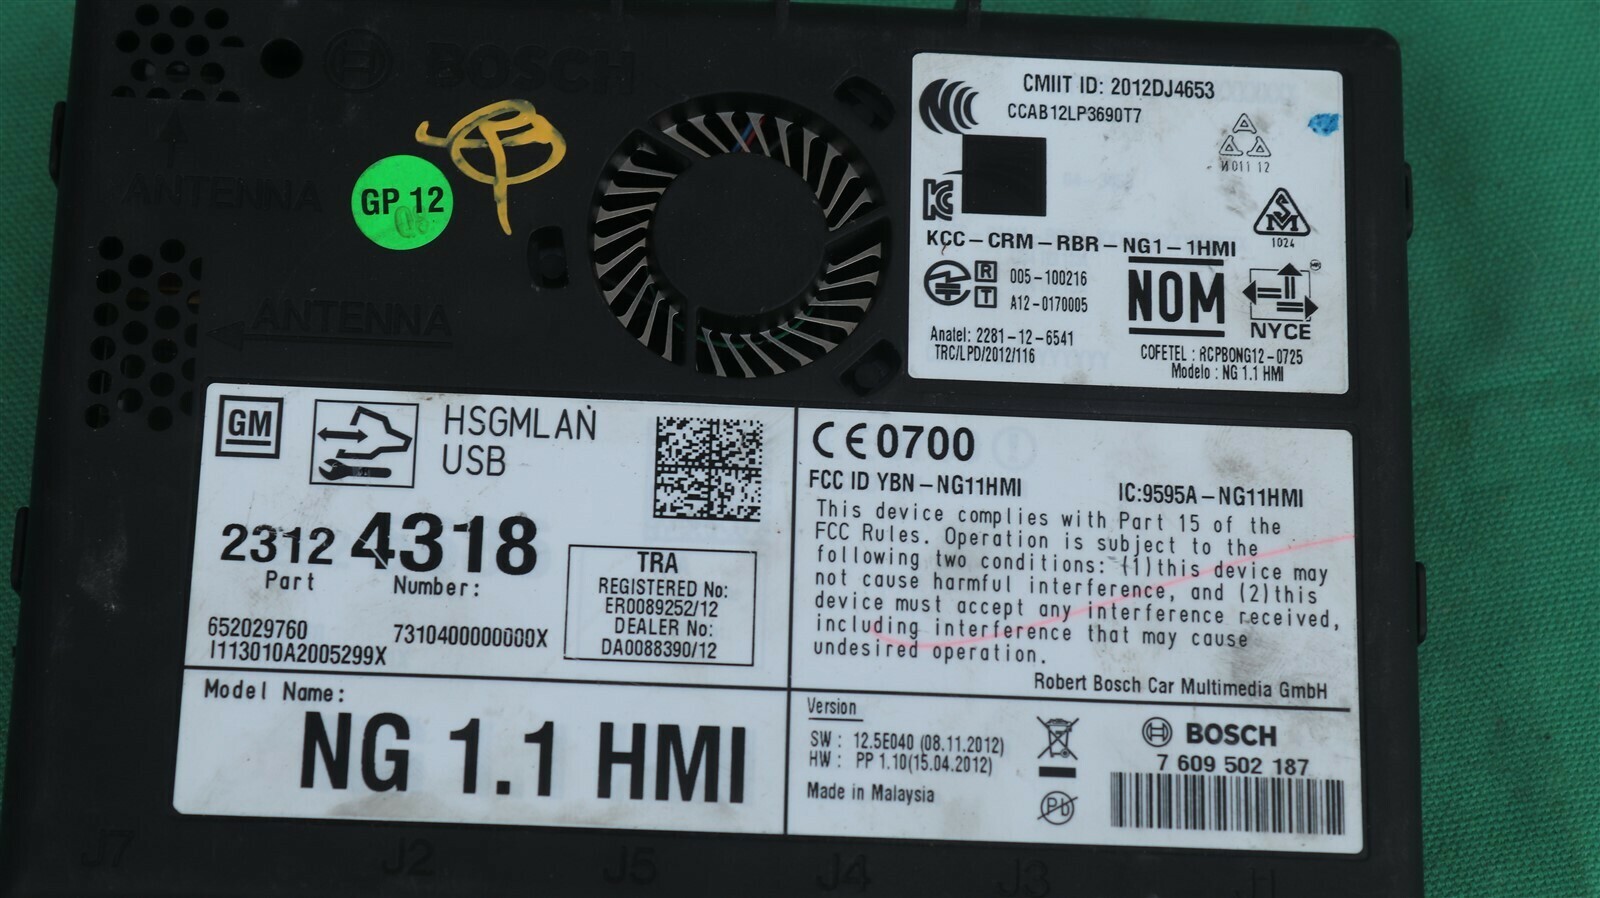 BOSCH
ANTENNA
GP 12
ANTENNA
CMIIT ID: 2012DJ4653
CCAB12LP3690T7
11 12
1024
KCC-CRM-RBR-NG1-1HMI
R 005-100216
T A12-0170005
NOM
NYCE
Anatel: 2281-12-6541
TRC/LPD/2012/116
COFETEL : RCPBONG12-0725
Modelo : NG 1.1 HMI
GM
HSGMLAN
USB
2312 4318
Part Number:
652029760
7310400000000X
I113010A2005299X
TRA
REGISTERED No:
ER0089252/12
DEALER No:
DA0088390/12
Model Name:
NG 1.1 HMI
CE0700
FCC ID YBN-NG11HMI
IC:9595A-NG11HMI
This device complies with Part 15 of the
FCC Rules. Operation is subject to the
following two conditions: (1)this device may
not cause harmful interference, and (2)this
device must accept any interference received,
including interference that may cause
undesired operation.
Robert Bosch Car Multimedia GmbH
Version
SW : 12.5E040 (08.11.2012)
HW : PP 1.10(15.04.2012)
Made in Malaysia
Pb
BOSCH
7 609 502 187
J7
J2
J5
J4
J3
J1